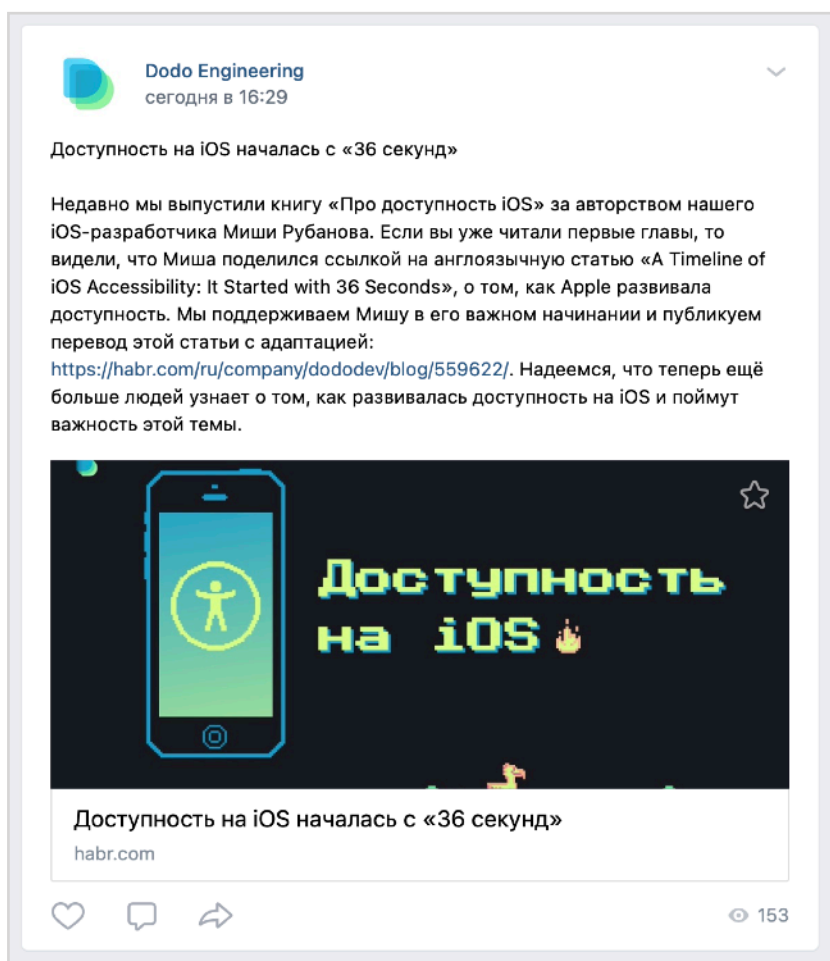 Dodo Engineering
сегодня в 16:29
Доступность на iOS началась с «36 секунд»
Недавно мы выпустили книгу «Про доступность iOS» за авторством нашего
iOS-разработчика Миши Рубанова. Если вы уже читали первые главы, то
видели, что Миша поделился ссылкой на англоязычную статью «A Timeline of
iOS Accessibility: It Started with 36 Seconds», о том, как Apple развивала
доступность. Мы поддерживаем Мишу в его важном начинании и публикуем
перевод этой статьи с адаптацией:
https://habr.com/ru/company/dododev/blog/559622/. Надеемся, что теперь ещё
больше людей узнает о том, как развивалась доступность на iOS и поймут
важность этой темы.
Доступность
на iOS
Доступность на iOS началась с «36 секунд»
habr.com
153